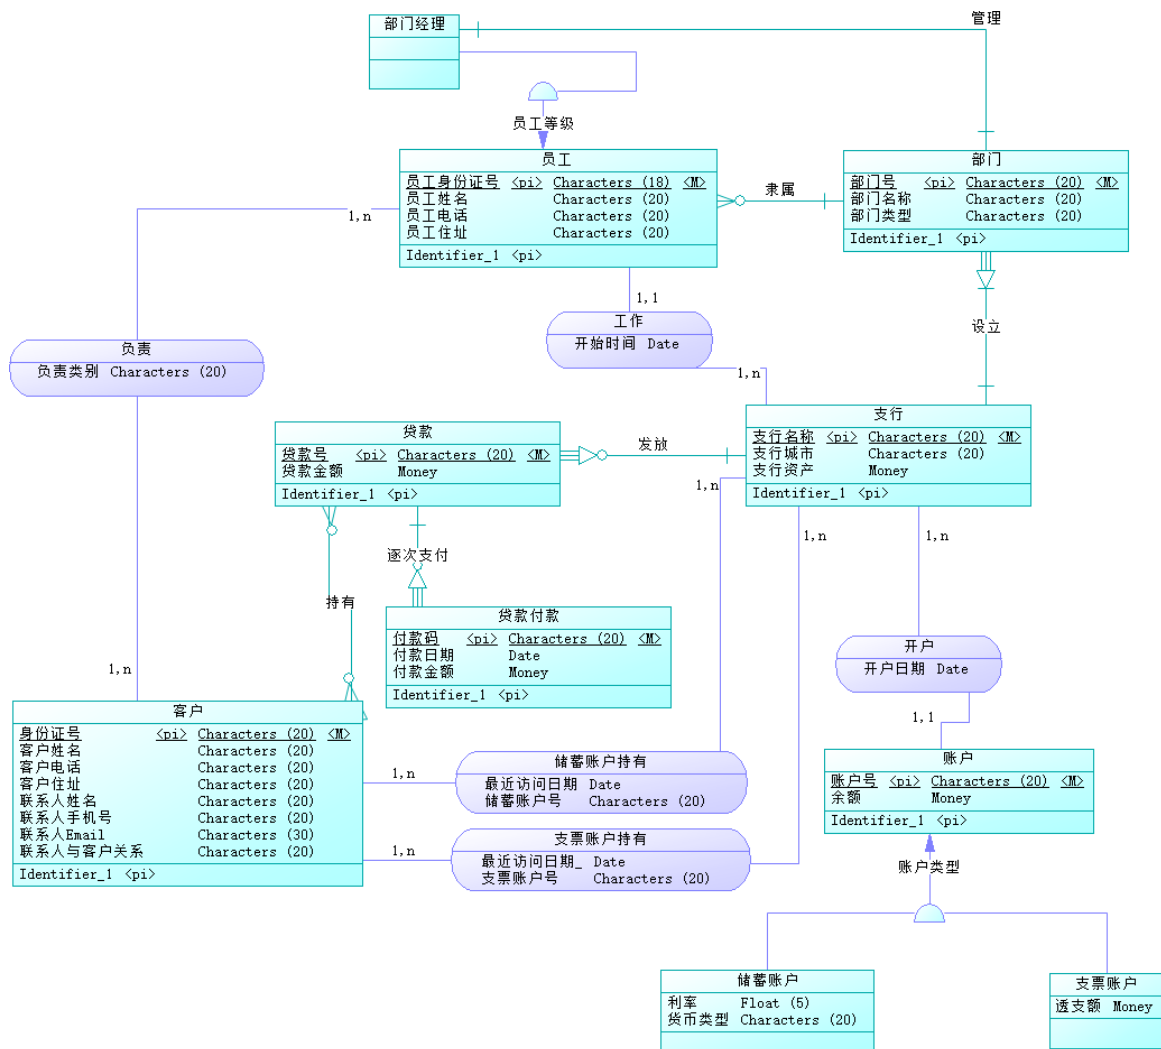 部门经理
管理
员工等级
员工
员工身份证号 <pi> Characters (18) <M>
员工姓名 Characters (20)
员工电话 Characters (20)
员工住址 Characters (20)
Identifier_1 <pi>
隶属
部门
部门号 <pi> Characters (20) <M>
部门名称 Characters (20)
部门类型 Characters (20)
Identifier_1 <pi>
1,n
1,1
工作
开始时间 Date
1,n
设立
负责
负责类别 Characters (20)
支行
支行名称 <pi> Characters (20) <M>
支行城市 Characters (20)
支行资产 Money
Identifier_1 <pi>
贷款
贷款号 <pi> Characters (20) <M>
贷款金额 Money
Identifier_1 <pi>
发放
1,n
1,n
1,n
逐次支付
持有
贷款付款
付款码 <pi> Characters (20) <M>
付款日期 Date
付款金额 Money
Identifier_1 <pi>
开户
开户日期 Date
1,n
1,1
客户
身份证号 <pi> Characters (20) <M>
客户姓名 Characters (20)
客户电话 Characters (20)
客户住址 Characters (20)
联系人姓名 Characters (20)
联系人手机号 Characters (20)
联系人Email Characters (30)
联系人与客户关系 Characters (20)
Identifier_1 <pi>
1,n
储蓄账户持有
最近访问日期 Date
储蓄账户号 Characters (20)
1,n
支票账户持有
最近访问日期_ Date
支票账户号 Characters (20)
账户
账户号 <pi> Characters (20) <M>
余额 Money
Identifier_1 <pi>
账户类型
储蓄账户
利率 Float (5)
货币类型 Characters (20)
支票账户
透支额 Money